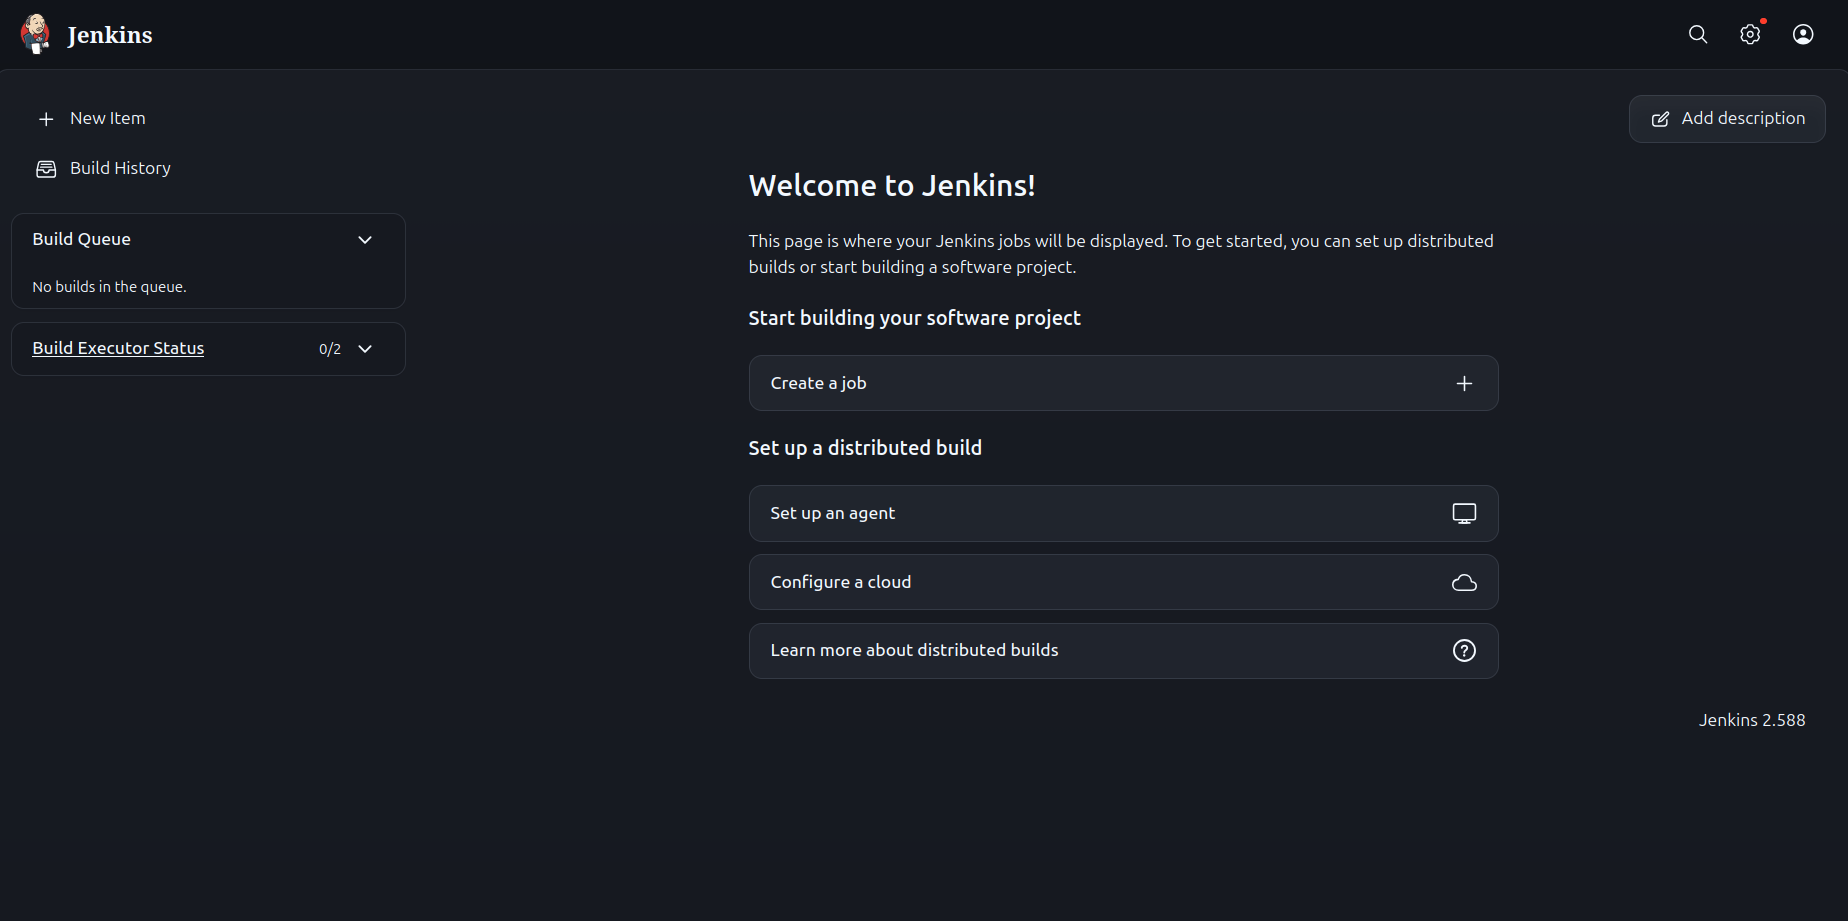 Jenkins
New Item
Build History
Build Queue
No builds in the queue.
Build Executor Status 0/2
Add description
Welcome to Jenkins!
This page is where your Jenkins jobs will be displayed. To get started, you can set up distributed
builds or start building a software project.
Start building your software project
Create a job
Set up a distributed build
Set up an agent
Configure a cloud
Learn more about distributed builds
Jenkins 2.588